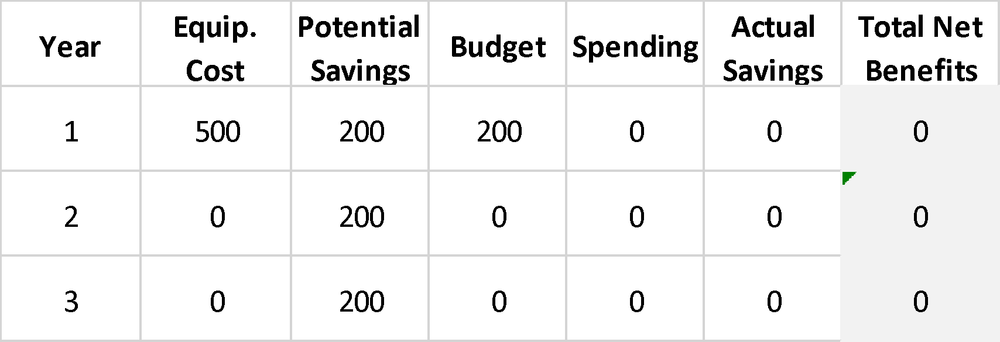 Year Equip. Cost Potential Savings Budget Spending Actual Savings Total Net Benefits
1 500 200 200 0 0 0
2 0 200 0 0 0 0
3 0 200 0 0 0 0